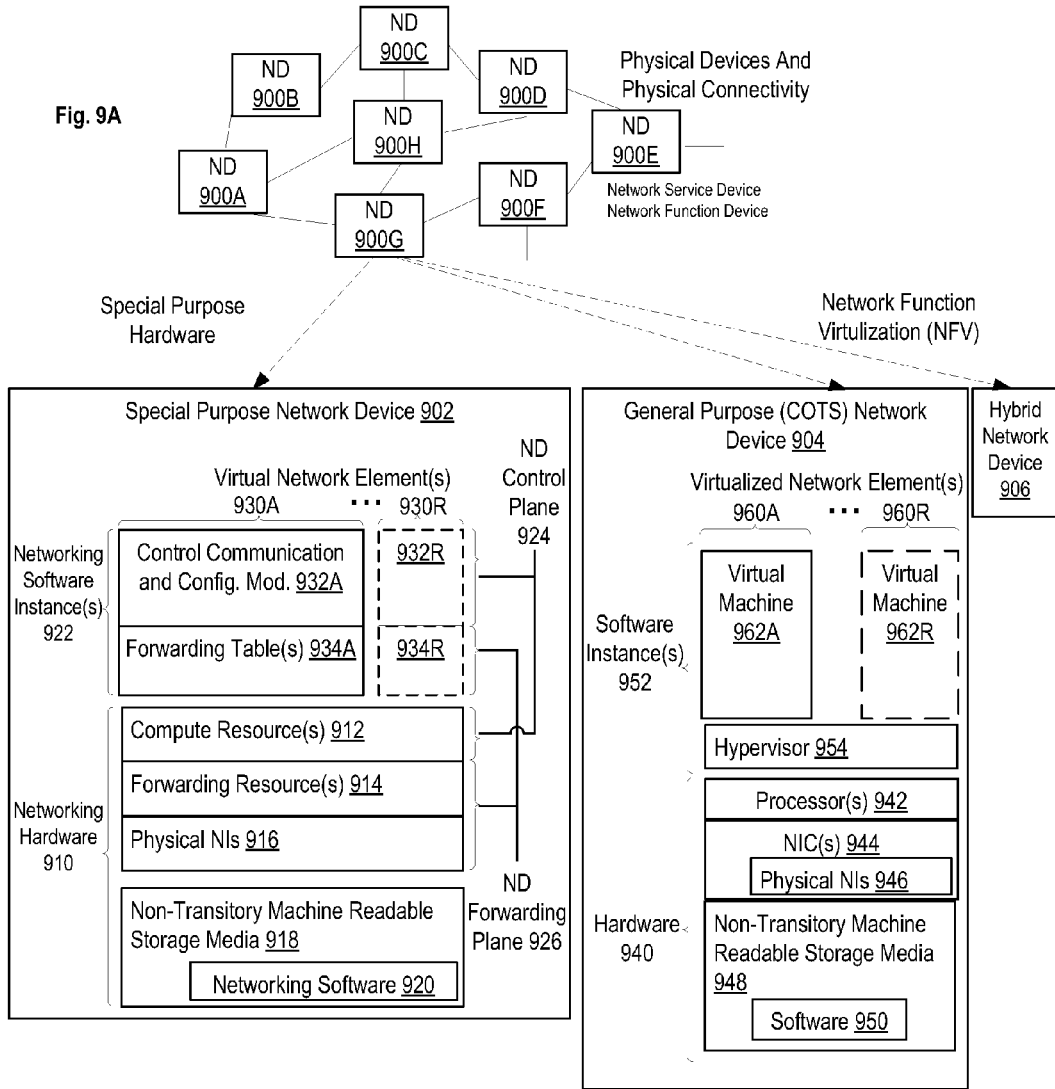 Fig. 9A
ND
900C
ND
900B
ND
900D
ND
900H
ND
900E
ND
900A
ND
900F
ND
900G
Physical Devices And
Physical Connectivity
Network Service Device
Network Function Device
Special Purpose
Hardware
Network Function
Virtulization (NFV)
Special Purpose Network Device 902
ND
Control
Plane
924
Virtual Network Element(s)
930A
•••
930R
Networking
Software
Instance(s)
922
Control Communication
and Config. Mod. 932A
932R
Forwarding Table(s) 934A
934R
Networking
Hardware
910
Compute Resource(s) 912
Forwarding Resource(s) 914
Physical NIs 916
ND
Forwarding
Plane 926
Non-Transitory Machine Readable
Storage Media 918
Networking Software 920
General Purpose (COTS) Network
Device 904
Virtualized Network Element(s)
960A
•••
960R
Software
Instance(s)
952
Virtual
Machine
962A
Virtual
Machine
962R
Hypervisor 954
Hardware
940
Processor(s) 942
NIC(s) 944
Physical NIs 946
Non-Transitory Machine
Readable Storage Media
948
Software 950
Hybrid
Network
Device
906